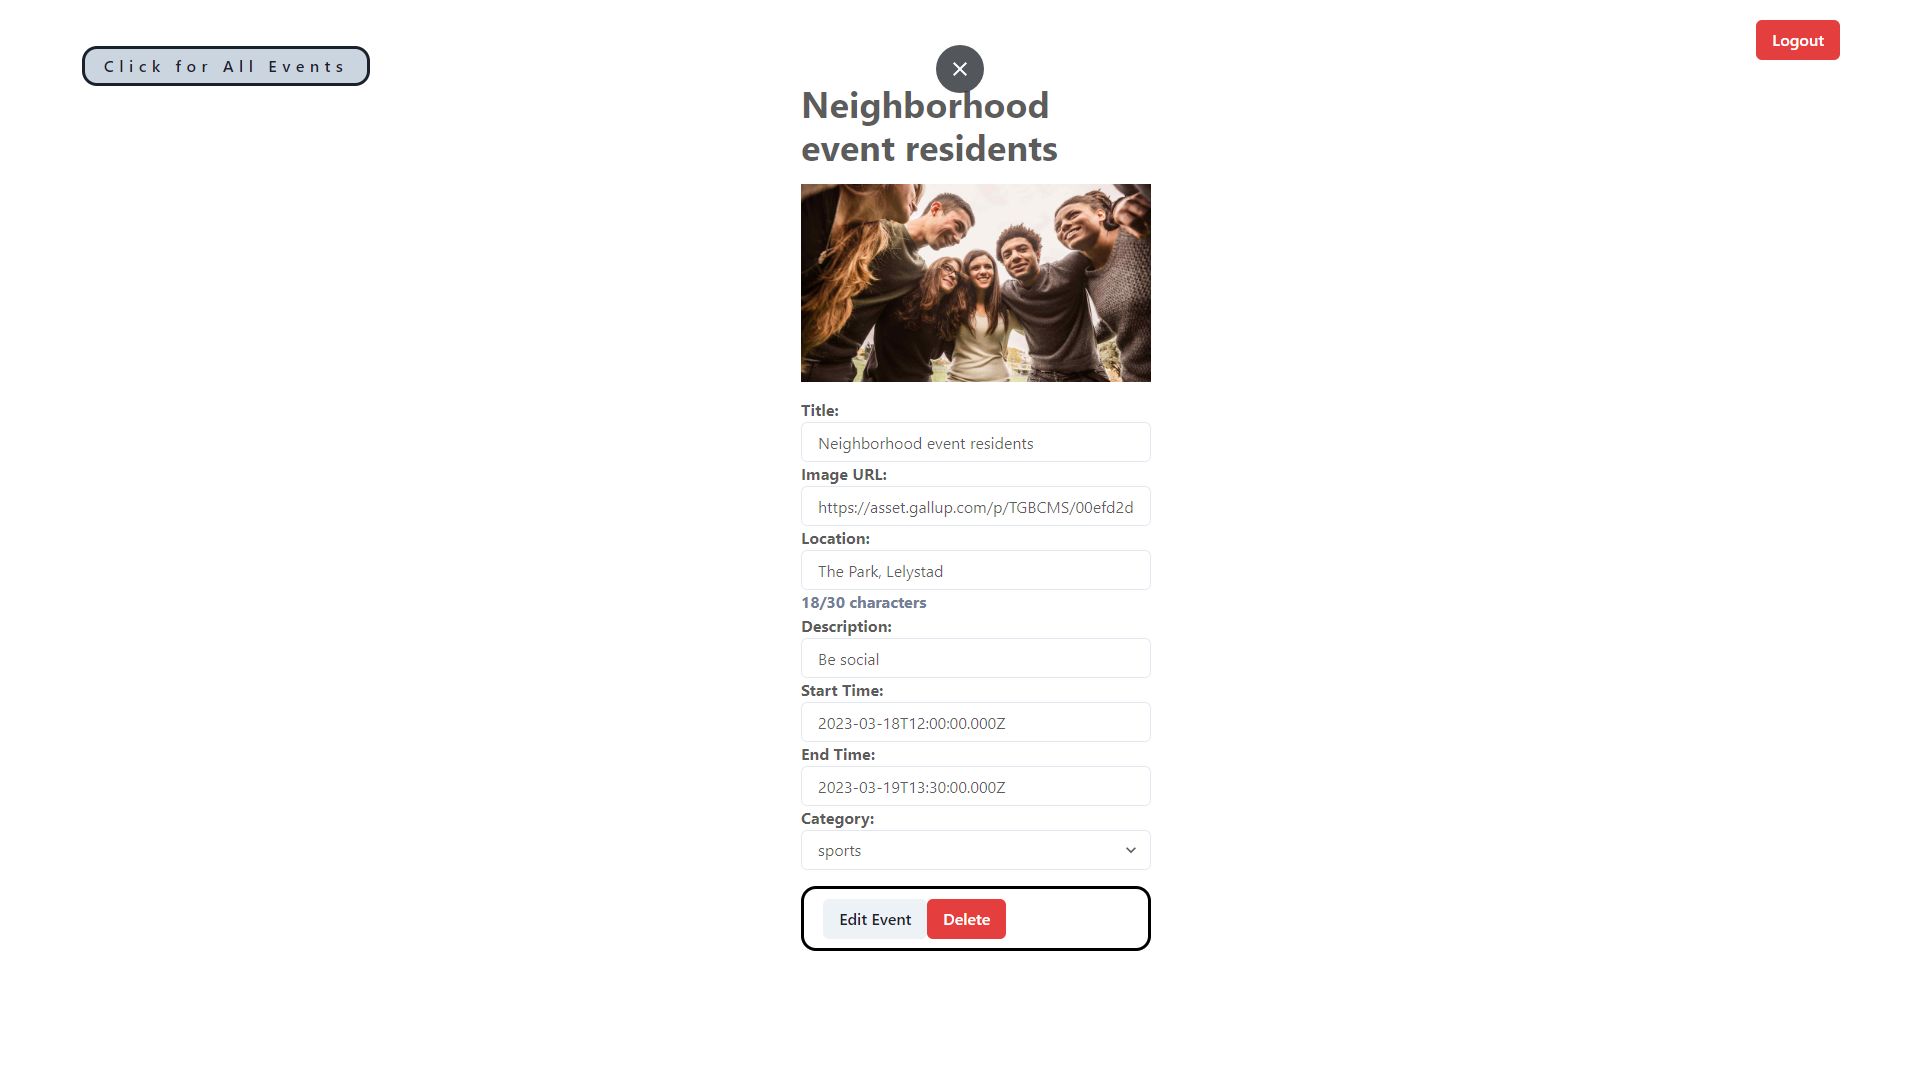 Click for All Events
Logout
Neighborhood
event residents
Title:
Neighborhood event residents
Image URL:
https://asset.gallup.com/p/TGBCMS/00efd2d
Location:
The Park, Lelystad
18/30 characters
Description:
Be social
Start Time:
2023-03-18T12:00:00.000Z
End Time:
2023-03-19T13:30:00.000Z
Category:
sports
Edit Event
Delete